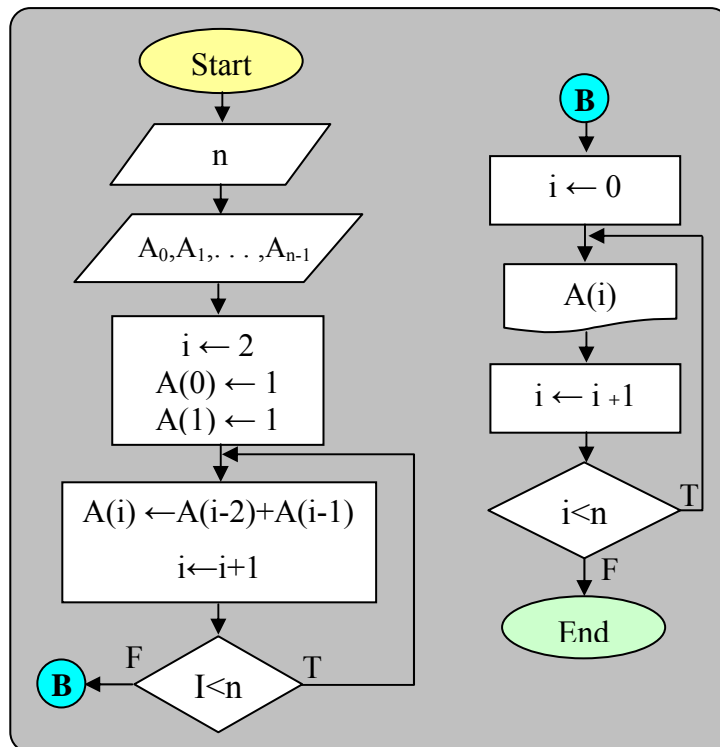 Start
n
A₀,A₁,. . . ,Aₙ₋₁
i ← 2
A(0) ← 1
A(1) ← 1
A(i) ←A(i-2)+A(i-1)
i←i+1
I<n
F
T
B
B
i ← 0
A(i)
i ← i +1
i<n
T
F
End